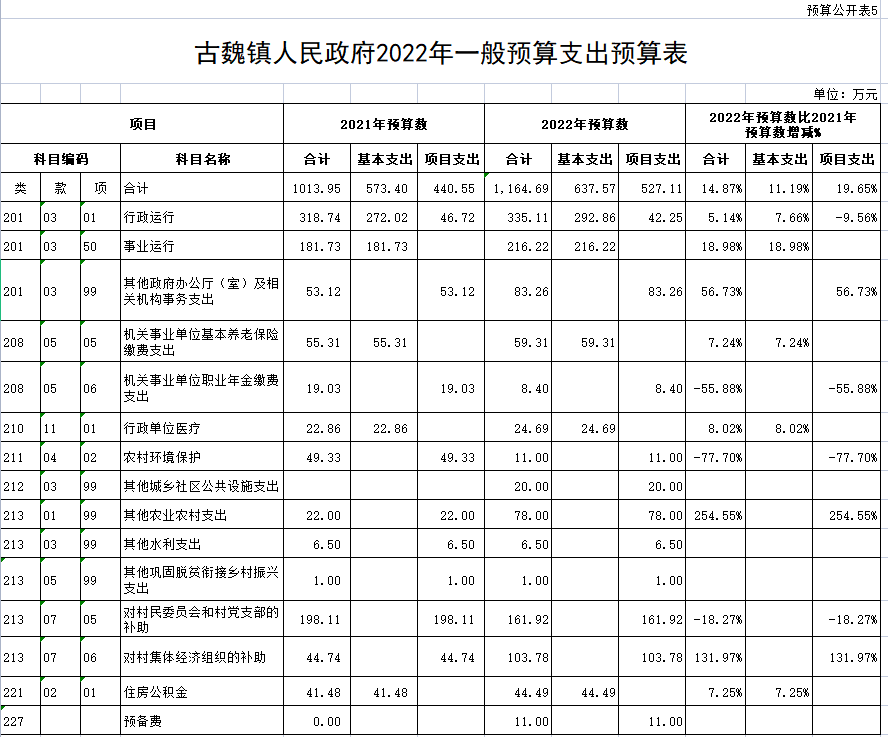 预算公开表5
古魏镇人民政府2022年一般预算支出预算表
单位：万元
项目 2021年预算数 2022年预算数 2022年预算数比2021年
预算数增减%
科目编码 科目名称 合计 基本支出 项目支出 合计 基本支出 项目支出 合计 基本支出 项目支出
类 款 项 合计 1013.95 573.40 440.55 1,164.69 637.57 527.11 14.87% 11.19% 19.65%
201 03 01 行政运行 318.74 272.02 46.72 335.11 292.86 42.25 5.14% 7.66% -9.56%
201 03 50 事业运行 181.73 181.73 216.22 216.22 18.98% 18.98%
201 03 99 其他政府办公厅（室）及相
关机构事务支出 53.12 53.12 83.26 83.26 56.73% 56.73%
208 05 05 机关事业单位基本养老保险
缴费支出 55.31 55.31 59.31 59.31 7.24% 7.24%
208 05 06 机关事业单位职业年金缴费
支出 19.03 19.03 8.40 8.40 -55.88% -55.88%
210 11 01 行政单位医疗 22.86 22.86 24.69 24.69 8.02% 8.02%
211 04 02 农村环境保护 49.33 49.33 11.00 11.00 -77.70% -77.70%
212 03 99 其他城乡社区公共设施支出 20.00 20.00
213 01 99 其他农业农村支出 22.00 22.00 78.00 78.00 254.55% 254.55%
213 03 99 其他水利支出 6.50 6.50 6.50 6.50
213 05 99 其他巩固脱贫衔接乡村振兴
支出 1.00 1.00 1.00 1.00
213 07 05 对村民委员会和村党支部的
补助 198.11 198.11 161.92 161.92 -18.27% -18.27%
213 07 06 对村集体经济组织的补助 44.74 44.74 103.78 103.78 131.97% 131.97%
221 02 01 住房公积金 41.48 41.48 44.49 44.49 7.25% 7.25%
227 预备费 0.00 11.00 11.00